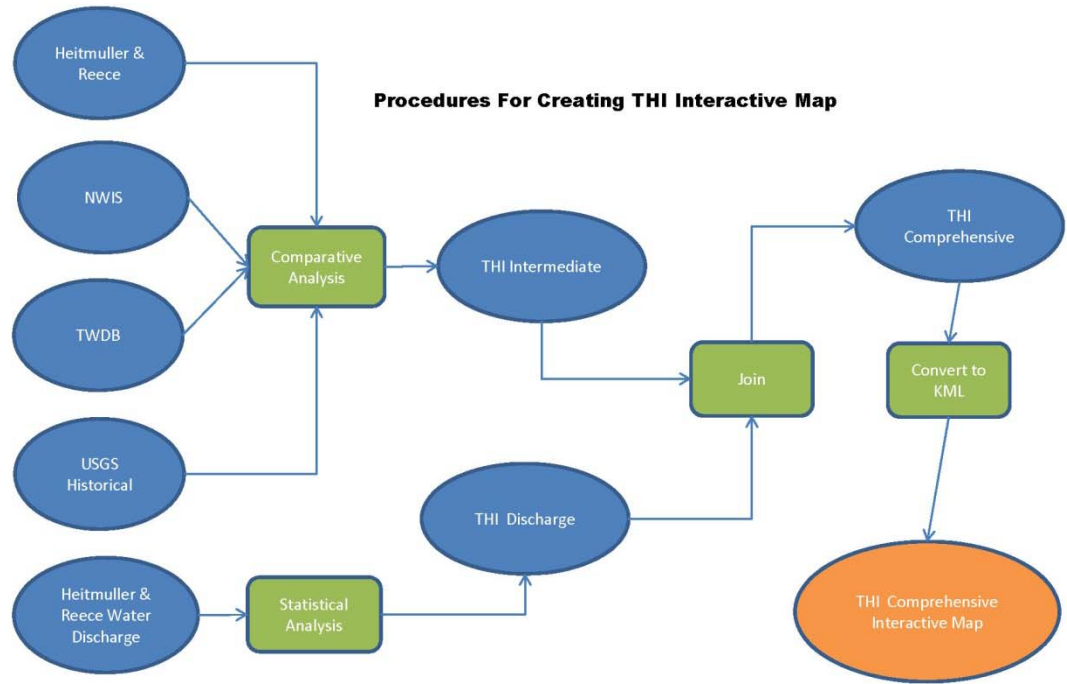 Procedures For Creating THI Interactive Map
Heitmuller &
Reece
NWIS
TWDB
USGS
Historical
Heitmuller &
Reece Water
Discharge
Comparative
Analysis
Statistical
Analysis
THI Intermediate
THI Discharge
Join
THI
Comprehensive
Convert to
KML
THI Comprehensive
Interactive Map